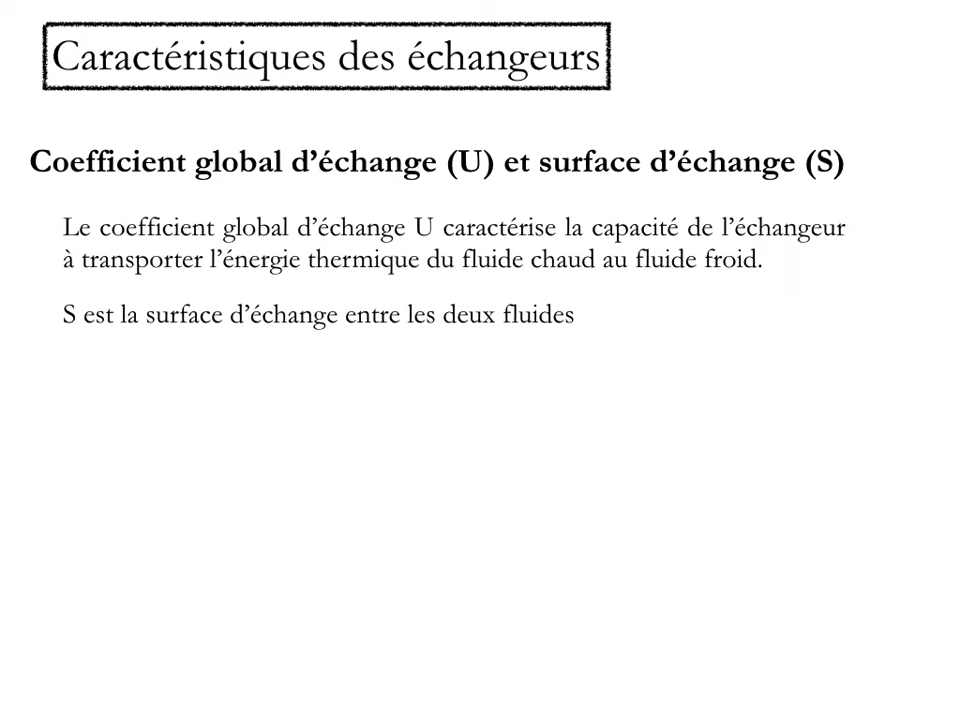 Caractéristiques des échangeurs
Coefficient global d’échange (U) et surface d’échange (S)
Le coefficient global d’échange U caractérise la capacité de l’échangeur
à transporter l’énergie thermique du fluide chaud au fluide froid.
S est la surface d’échange entre les deux fluides